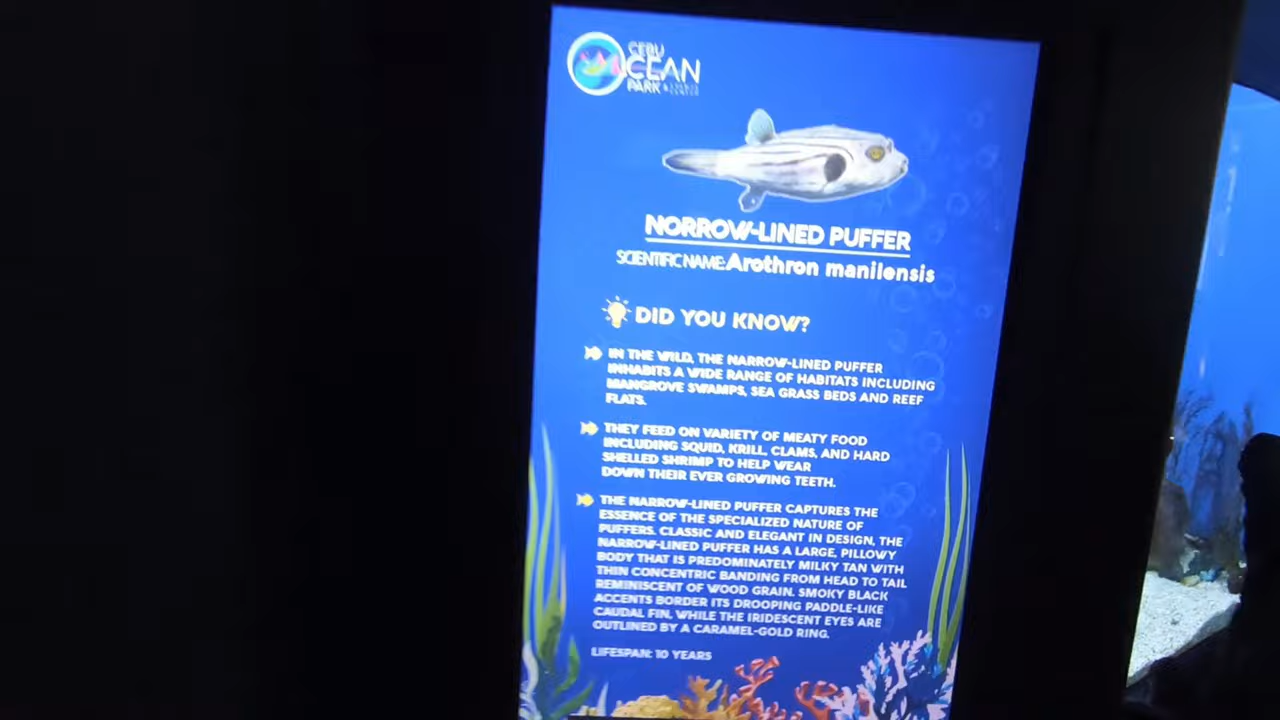 CEBU
OCEAN
PARK
NORROW-LINED PUFFER
SCIENTIFIC NAME: Arothron manilensis
DID YOU KNOW?
IN THE WILD, THE NARROW-LINED PUFFER
INHABITS A WIDE RANGE OF HABITATS INCLUDING
MANGROVE SWAMPS, SEA GRASS BEDS AND REEF
FLATS.
THEY FEED ON VARIETY OF MEATY FOOD
INCLUDING SQUID, KRILL, CLAMS, AND HARD
SHELLED SHRIMP TO HELP WEAR
DOWN THEIR EVER GROWING TEETH.
THE NARROW-LINED PUFFER CAPTURES THE
ESSENCE OF THE SPECIALIZED NATURE OF
PUFFERS. CLASSIC AND ELEGANT IN DESIGN, THE
NARROW-LINED PUFFER HAS A LARGE, PILLOWY
BODY THAT IS PREDOMINATELY MILKY TAN WITH
THIN CONCENTRIC BANDING FROM HEAD TO TAIL
REMINISCENT OF WOOD GRAIN. SMOKY BLACK
ACCENTS BORDER ITS DROOPING PADDLE-LIKE
CAUDAL FIN, WHILE THE IRIDESCENT EYES ARE
OUTLINED BY A CARAMEL-GOLD RING.
LIFESPAN: 10 YEARS